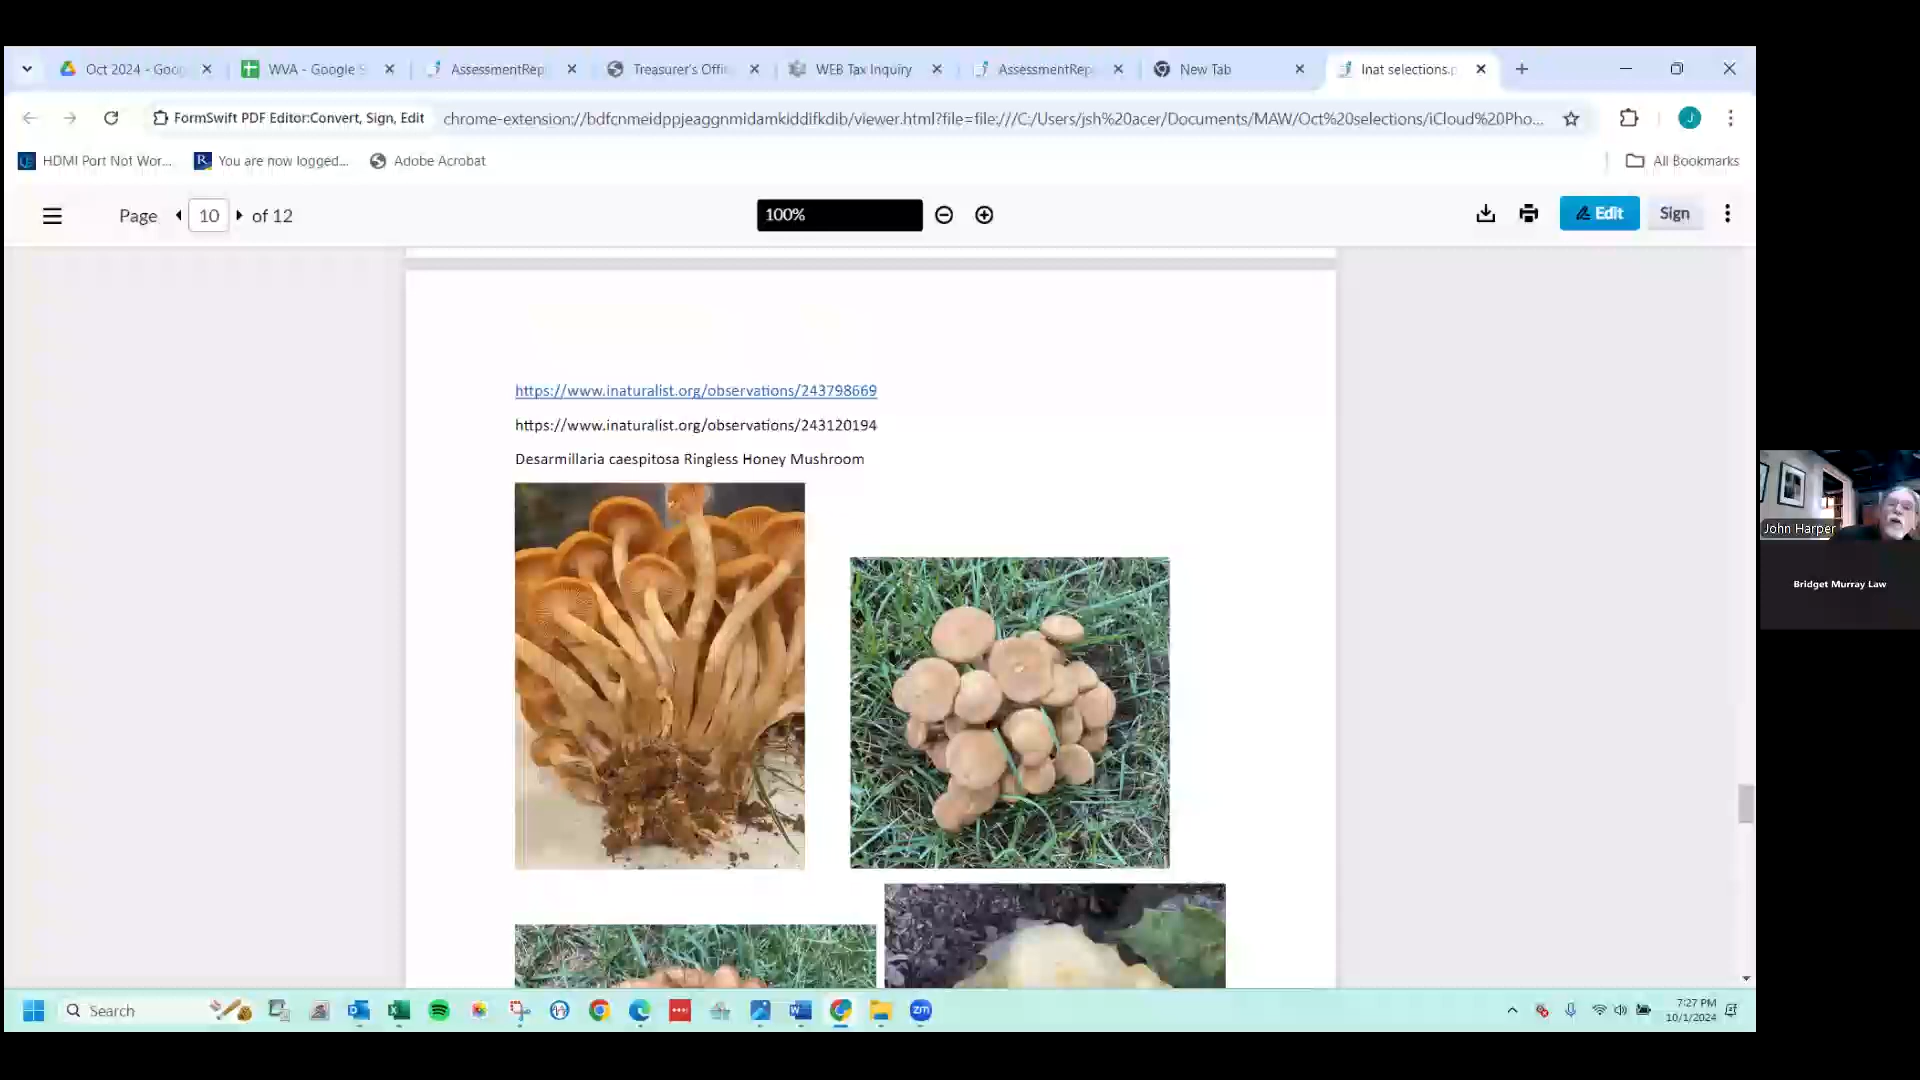 Oct 2024 - Goo
WVA - Google S
AssessmentRep
Treasurer's Offi
WEB Tax Inquiry
AssessmentRep
New Tab
Inat selections.p
FormSwift PDF Editor:Convert, Sign, Edit
chrome-extension://bdfcnmeidppjeaggnmidamkiddifkdib/viewer.html?file=file:///C:/Users/jsh%20acer/Documents/MAW/Oct%20selections/iCloud%20Pho...
J
HDMI Port Not Wor...
R
You are now logged...
Adobe Acrobat
All Bookmarks
Page 10 of 12
100%
Edit
Sign
https://www.inaturalist.org/observations/243798669
https://www.inaturalist.org/observations/243120194
Desarmillaria caespitosa Ringless Honey Mushroom
John Harper
Bridget Murray Law
Search
zm
7:27 PM
10/1/2024